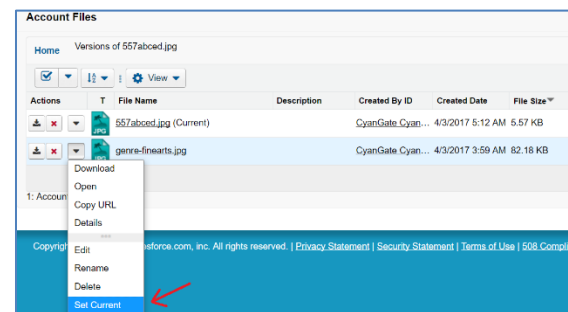 Account Files
Home Versions of 557abced.jpg
View
Actions T File Name Description Created By ID Created Date File Size
JPG 557abced.jpg (Current) CyanGate Cyan... 4/3/2017 5:12 AM 5.57 KB
genre-finearts.jpg CyanGate Cyan... 4/3/2017 3:59 AM 82.18 KB
Download
Open
1: Accoun
Copy URL
Details
Copyrigh esforce.com, inc. All rights reserved. | Privacy Statement | Security Statement | Terms of Use | 508 Compli
Edit
Rename
Delete
Set Current